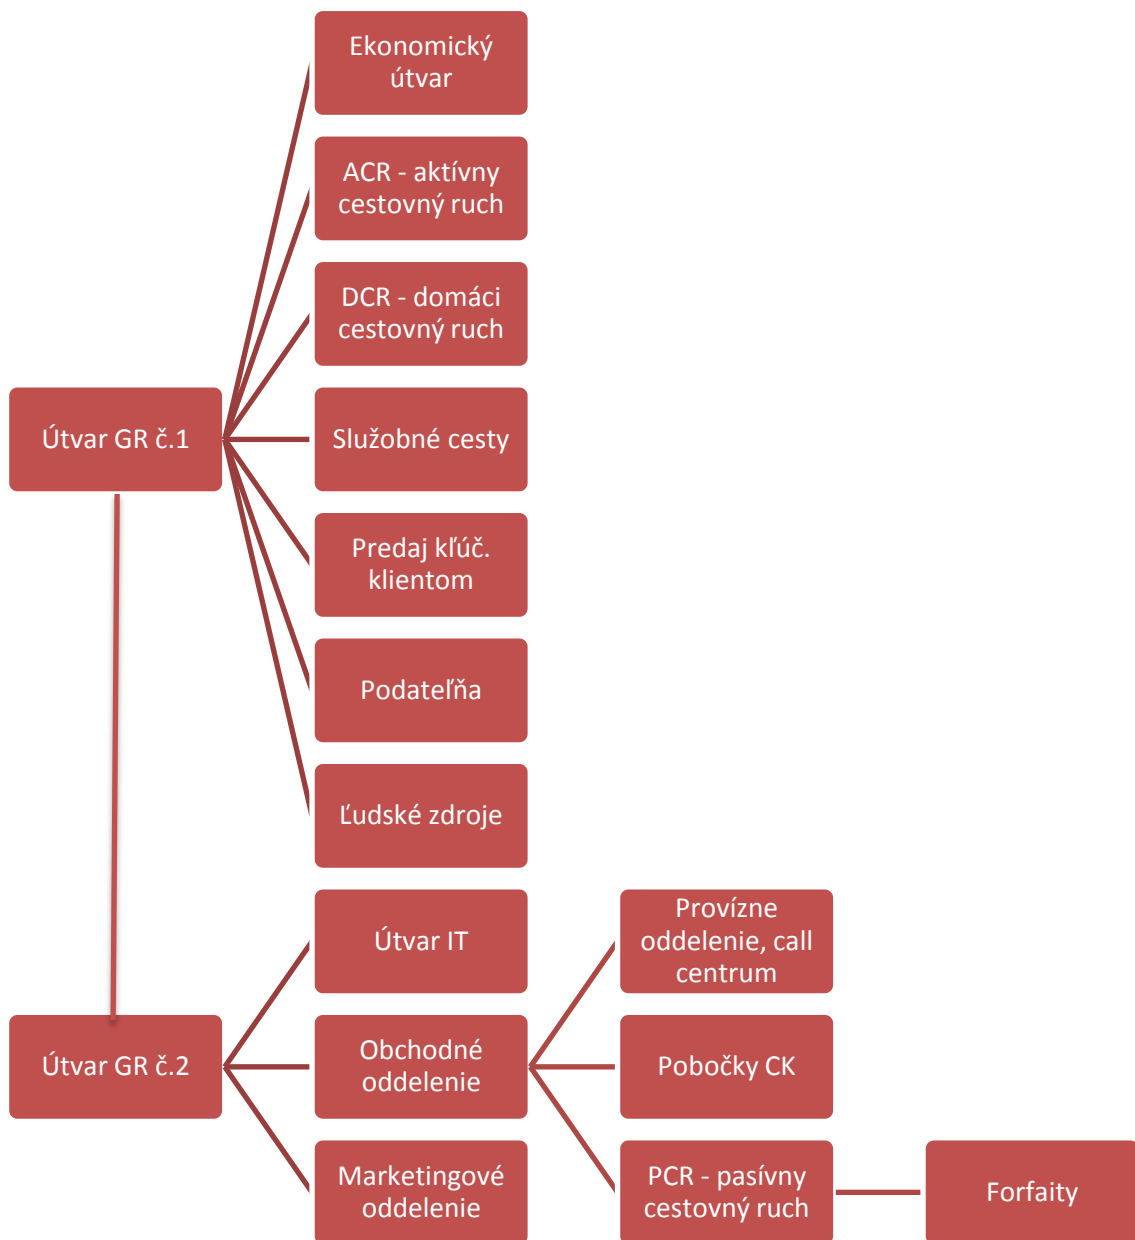 Ekonomický
útvar
ACR - aktívny
cestovný ruch
DCR - domáci
cestovný ruch
Útvar GR č.1
Služobné cesty
Predaj kľúč.
klientom
Podateľňa
Ľudské zdroje
Útvar IT
Provízne
oddelenie, call
centrum
Útvar GR č.2
Obchodné
oddelenie
Pobočky CK
Marketingové
oddelenie
PCR - pasívny
cestovný ruch
Forfaity